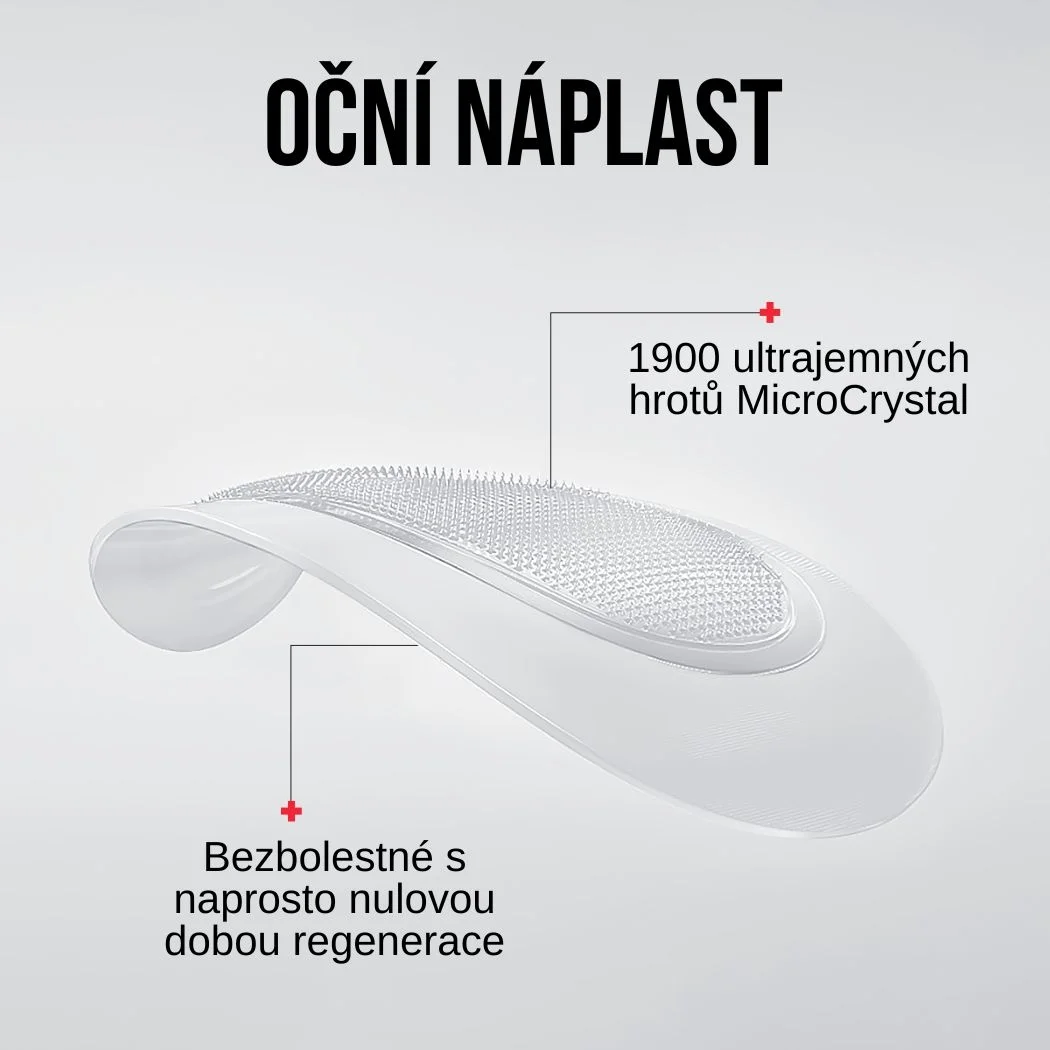 OČNÍ NÁPLAST
1900 ultrajemných
hrotů MicroCrystal
Bezbolestné s
naprosto nulovou
dobou regenerace